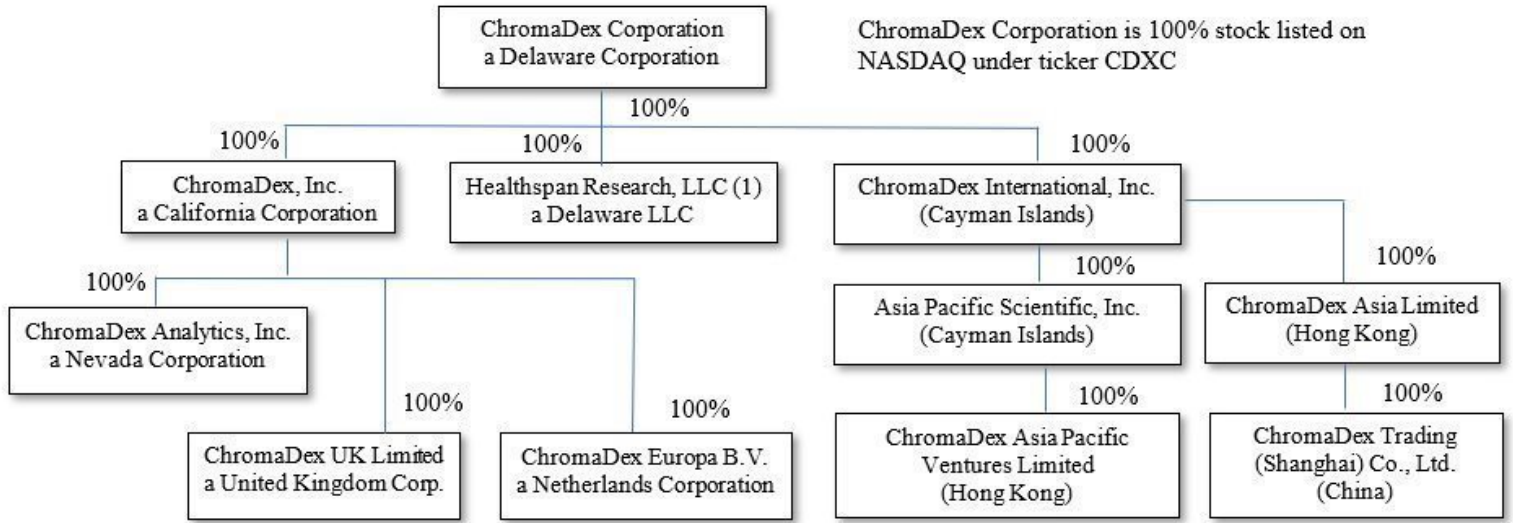 ChromaDex Corporation
a Delaware Corporation
ChromaDex Corporation is 100% stock listed on
NASDAQ under ticker CDXC
100%
100%
100%
100%
ChromaDex, Inc.
a California Corporation
Healthspan Research, LLC (1)
a Delaware LLC
ChromaDex International, Inc.
(Cayman Islands)
100%
100%
100%
ChromaDex Analytics, Inc.
a Nevada Corporation
Asia Pacific Scientific, Inc.
(Cayman Islands)
ChromaDex Asia Limited
(Hong Kong)
100%
100%
100%
100%
ChromaDex UK Limited
a United Kingdom Corp.
ChromaDex Europa B.V.
a Netherlands Corporation
ChromaDex Asia Pacific
Ventures Limited
(Hong Kong)
ChromaDex Trading
(Shanghai) Co., Ltd.
(China)